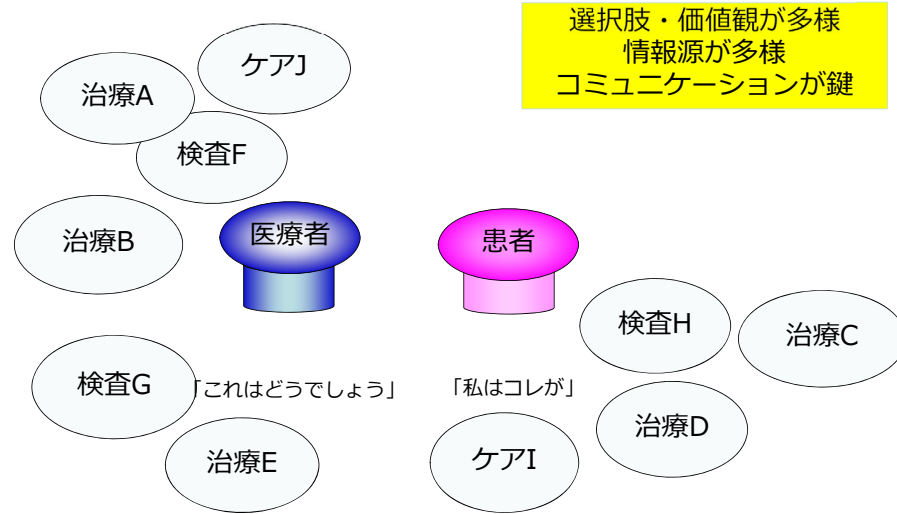 選択肢・価値観が多様
情報源が多様
コミュニケーションが鍵
ケアJ
治療A
検査F
治療B
医療者
患者
検査H
治療C
検査G
「これはどうでしょう」
「私はコレが」
治療D
治療E
ケアI